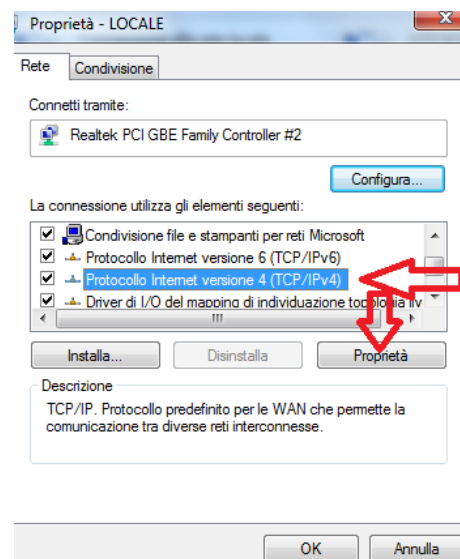 Proprietà - LOCALE
Rete Condivisione
Connetti tramite:
Realtek PCI GBE Family Controller #2
Configura...
La connessione utilizza gli elementi seguenti:
Condivisione file e stampanti per reti Microsoft
Protocollo Internet versione 6 (TCP/IPv6)
Protocollo Internet versione 4 (TCP/IPv4)
Driver di I/O del mapping di individuazione topologia liv
Installa... Disinstalla Proprietà
Descrizione
TCP/IP. Protocollo predefinito per le WAN che permette la
comunicazione tra diverse reti interconnesse.
OK Annulla